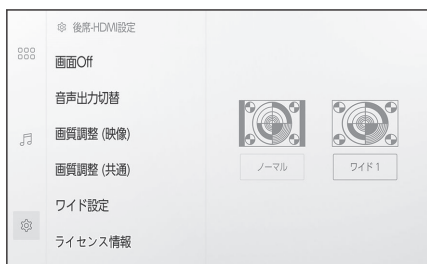 後席-HDMI設定
画面Off
音声出力切替
画質調整 (映像)
画質調整 (共通)
ワイド設定
ライセンス情報
ノーマル
ワイド 1